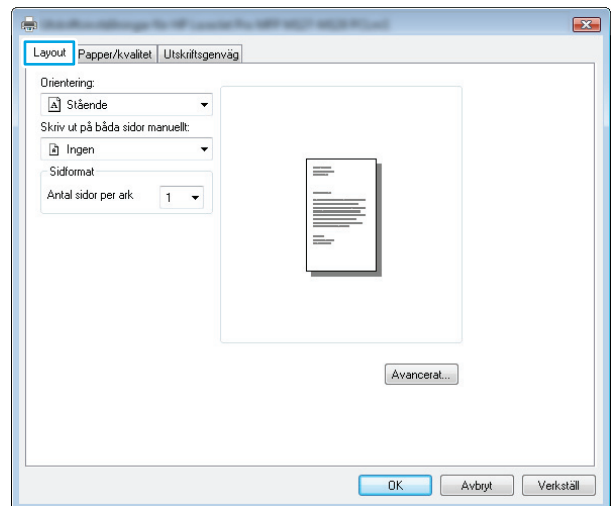 Layout Papper/kvalitet Utskriftsgenväg
Orientering:
Stående
Skriv ut på båda sidor manuellt:
Ingen
Sidformat
Antal sidor per ark 1
Avancerat...
OK Avbryt Verkställ